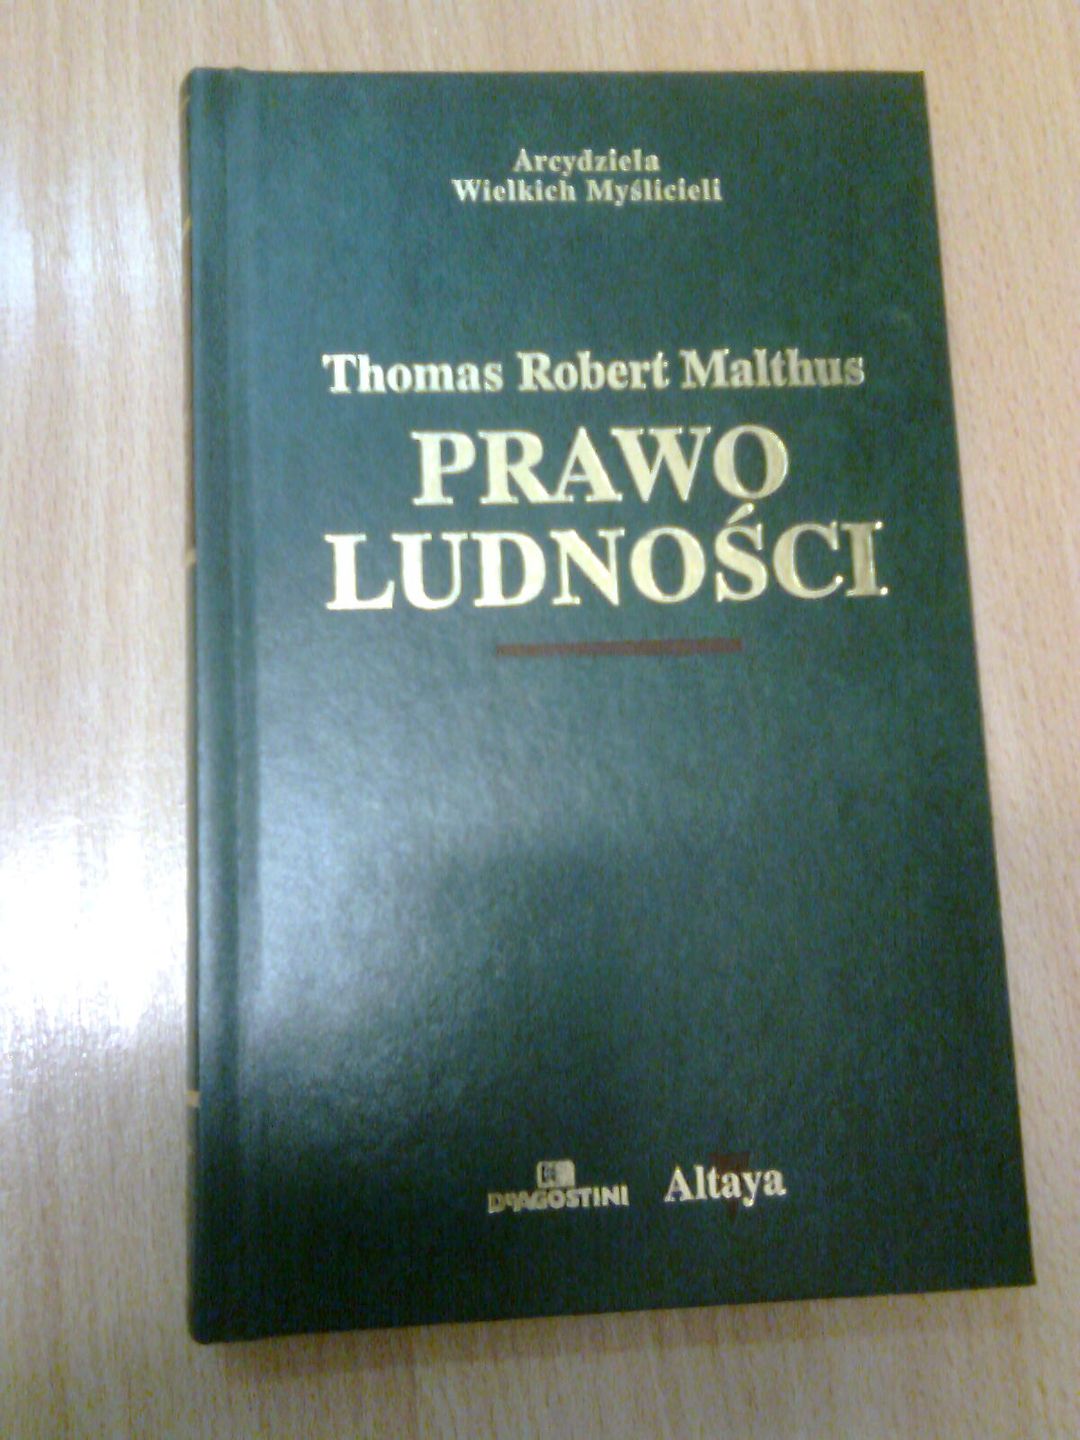 Arcydzieła
Wielkich Myślicieli
Thomas Robert Malthus
PRAWO
LUDNOŚCI
DeAGOSTINI
Altaya